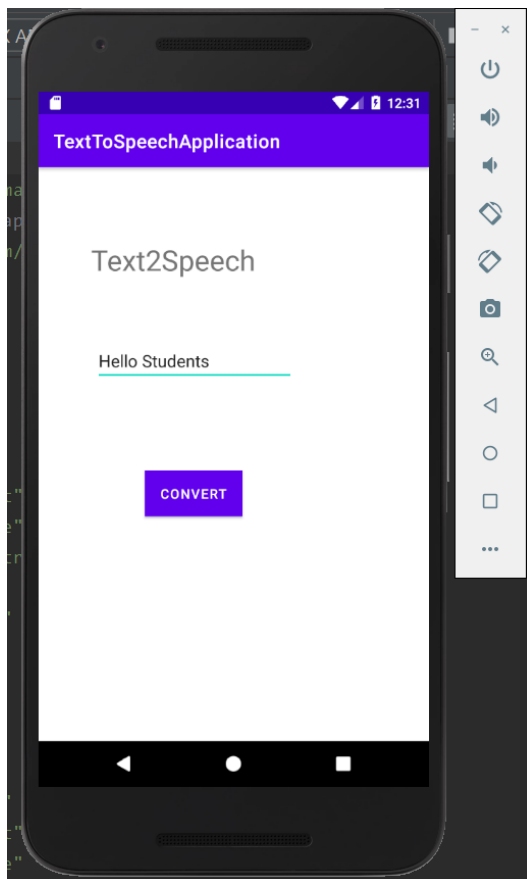 12:31
TextToSpeechApplication
Text2Speech
Hello Students
CONVERT